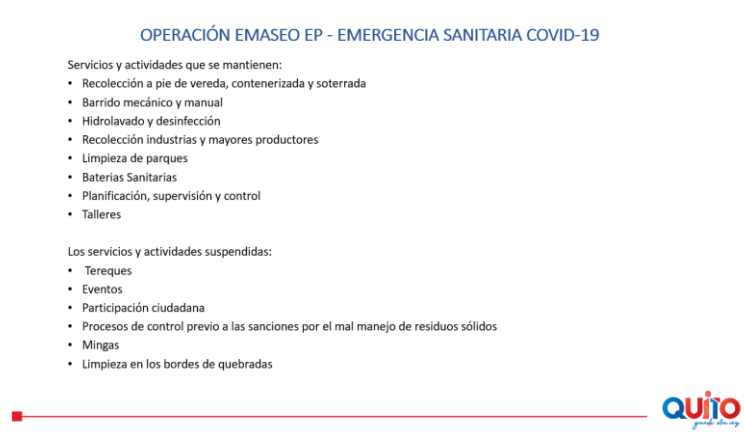 OPERACIÓN EMASEO EP - EMERGENCIA SANITARIA COVID-19
Servicios y actividades que se mantienen:
• Recolección a pie de vereda, contenerizada y soterrada
• Barrido mecánico y manual
• Hidrolavado y desinfección
• Recolección industrias y mayores productores
• Limpieza de parques
• Baterias Sanitarias
• Planificación, supervisión y control
• Talleres
Los servicios y actividades suspendidas:
• Tereques
• Eventos
• Participación ciudadana
• Procesos de control previo a las sanciones por el mal manejo de residuos sólidos
• Mingas
• Limpieza en los bordes de quebradas
QUITO
grande otra vez